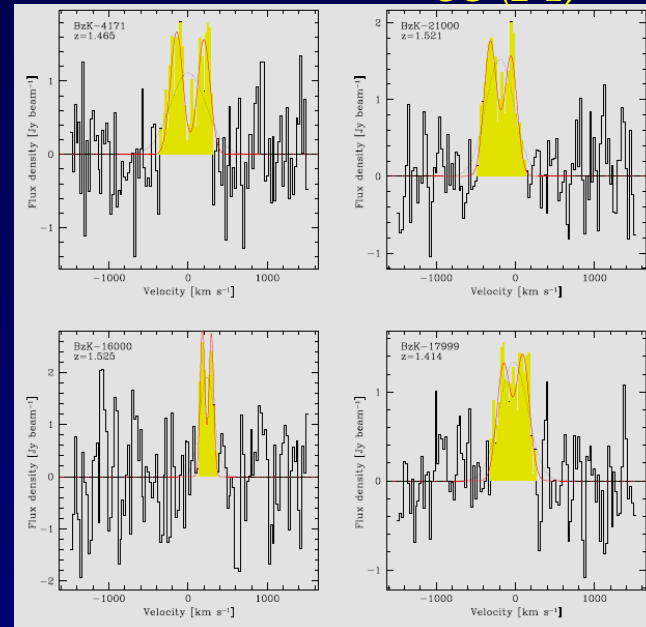 BzK-4171
z=1.465
1
0
-1
Flux density [Jy beam⁻¹]
-1000 0 1000
Velocity [km s⁻¹]
BzK-21000
z=1.521
2
1
0
-1
Flux density [Jy beam⁻¹]
-1000 0 1000
Velocity [km s⁻¹]
BzK-16000
z=1.525
2
1
0
-1
-2
Flux density [Jy beam⁻¹]
-1000 0 1000
Velocity [km s⁻¹]
BzK-17999
z=1.414
1
0
-1
Flux density [Jy beam⁻¹]
-1000 0 1000
Velocity [km s⁻¹]